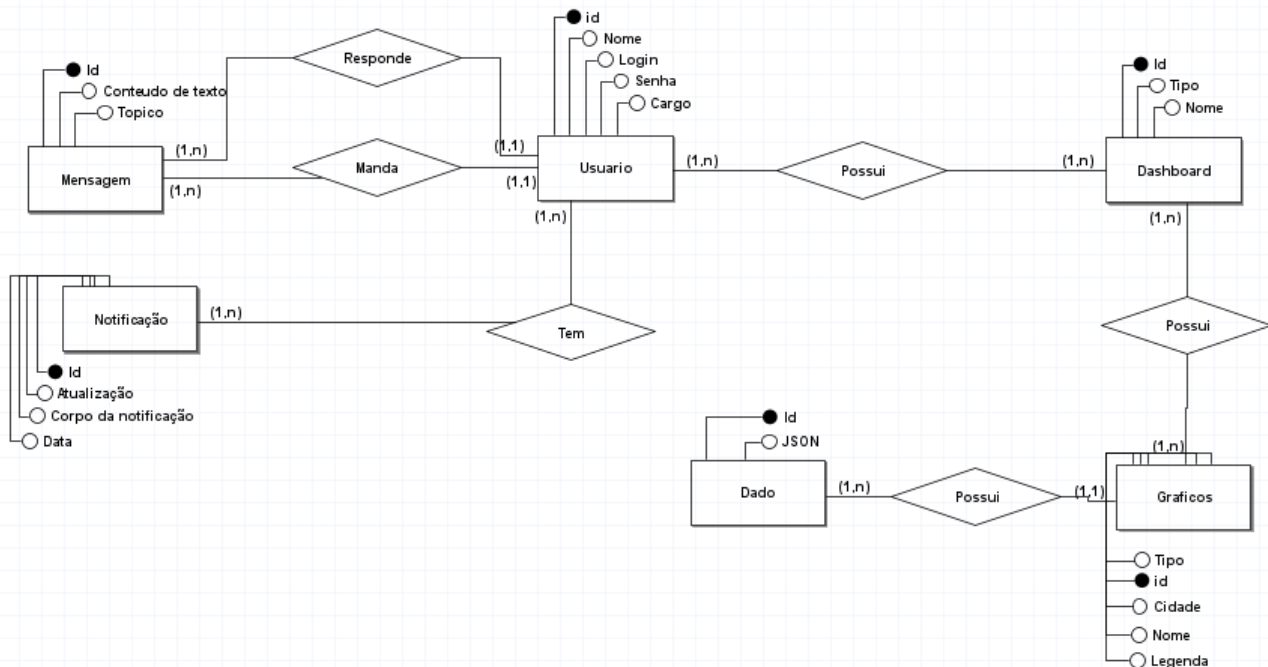 id
Nome
Login
Senha
Cargo
Responde
Id
Conteudo de texto
Topico
Id
Tipo
Nome
(1,n)
(1,1)
Mensagem
Manda
Usuario
(1,n)
Possui
(1,n)
Dashboard
(1,n)
(1,1)
(1,n)
(1,n)
Notificação
(1,n)
Tem
Possui
Id
Atualização
Corpo da notificação
Data
Id
JSON
(1,n)
Dado
(1,n)
Possui
(1,1)
Graficos
Tipo
id
Cidade
Nome
Legenda